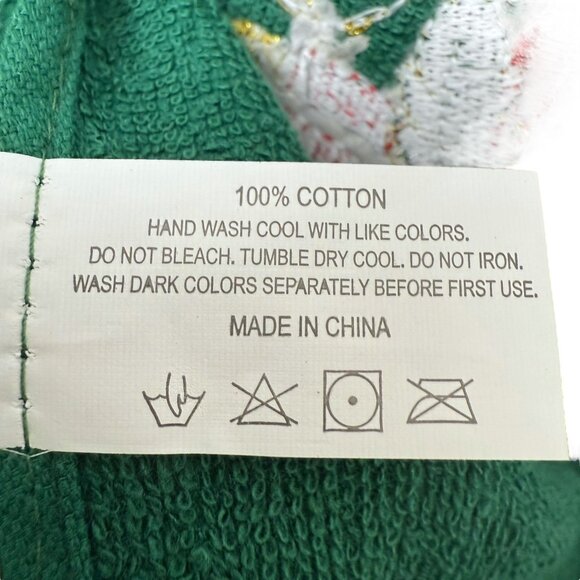 100% COTTON
HAND WASH COOL WITH LIKE COLORS.
DO NOT BLEACH. TUMBLE DRY COOL. DO NOT IRON.
WASH DARK COLORS SEPARATELY BEFORE FIRST USE.
MADE IN CHINA